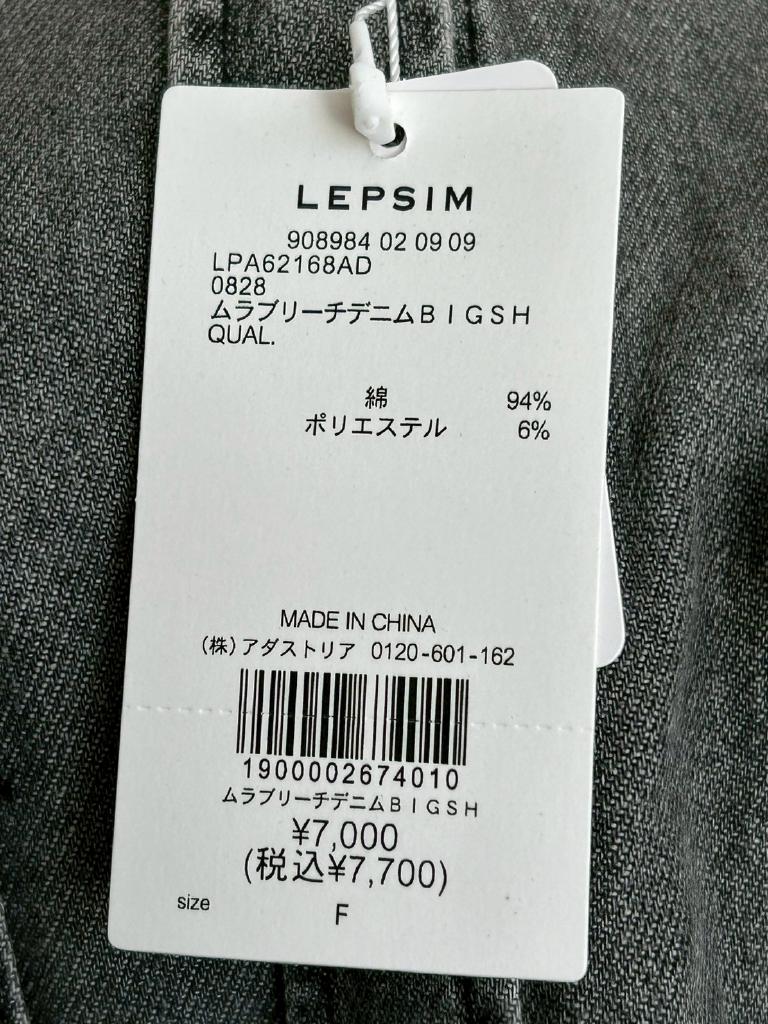 LEPSIM
908984 02 09 09
LPA62168AD
0828
ムラブリーチデニムＢＩＧＳＨ
QUAL.
綿 94%
ポリエステル 6%
MADE IN CHINA
(株)アダストリア 0120-601-162
1900002674010
ムラブリーチデニムＢＩＧＳＨ
¥7,000
(税込¥7,700)
size F